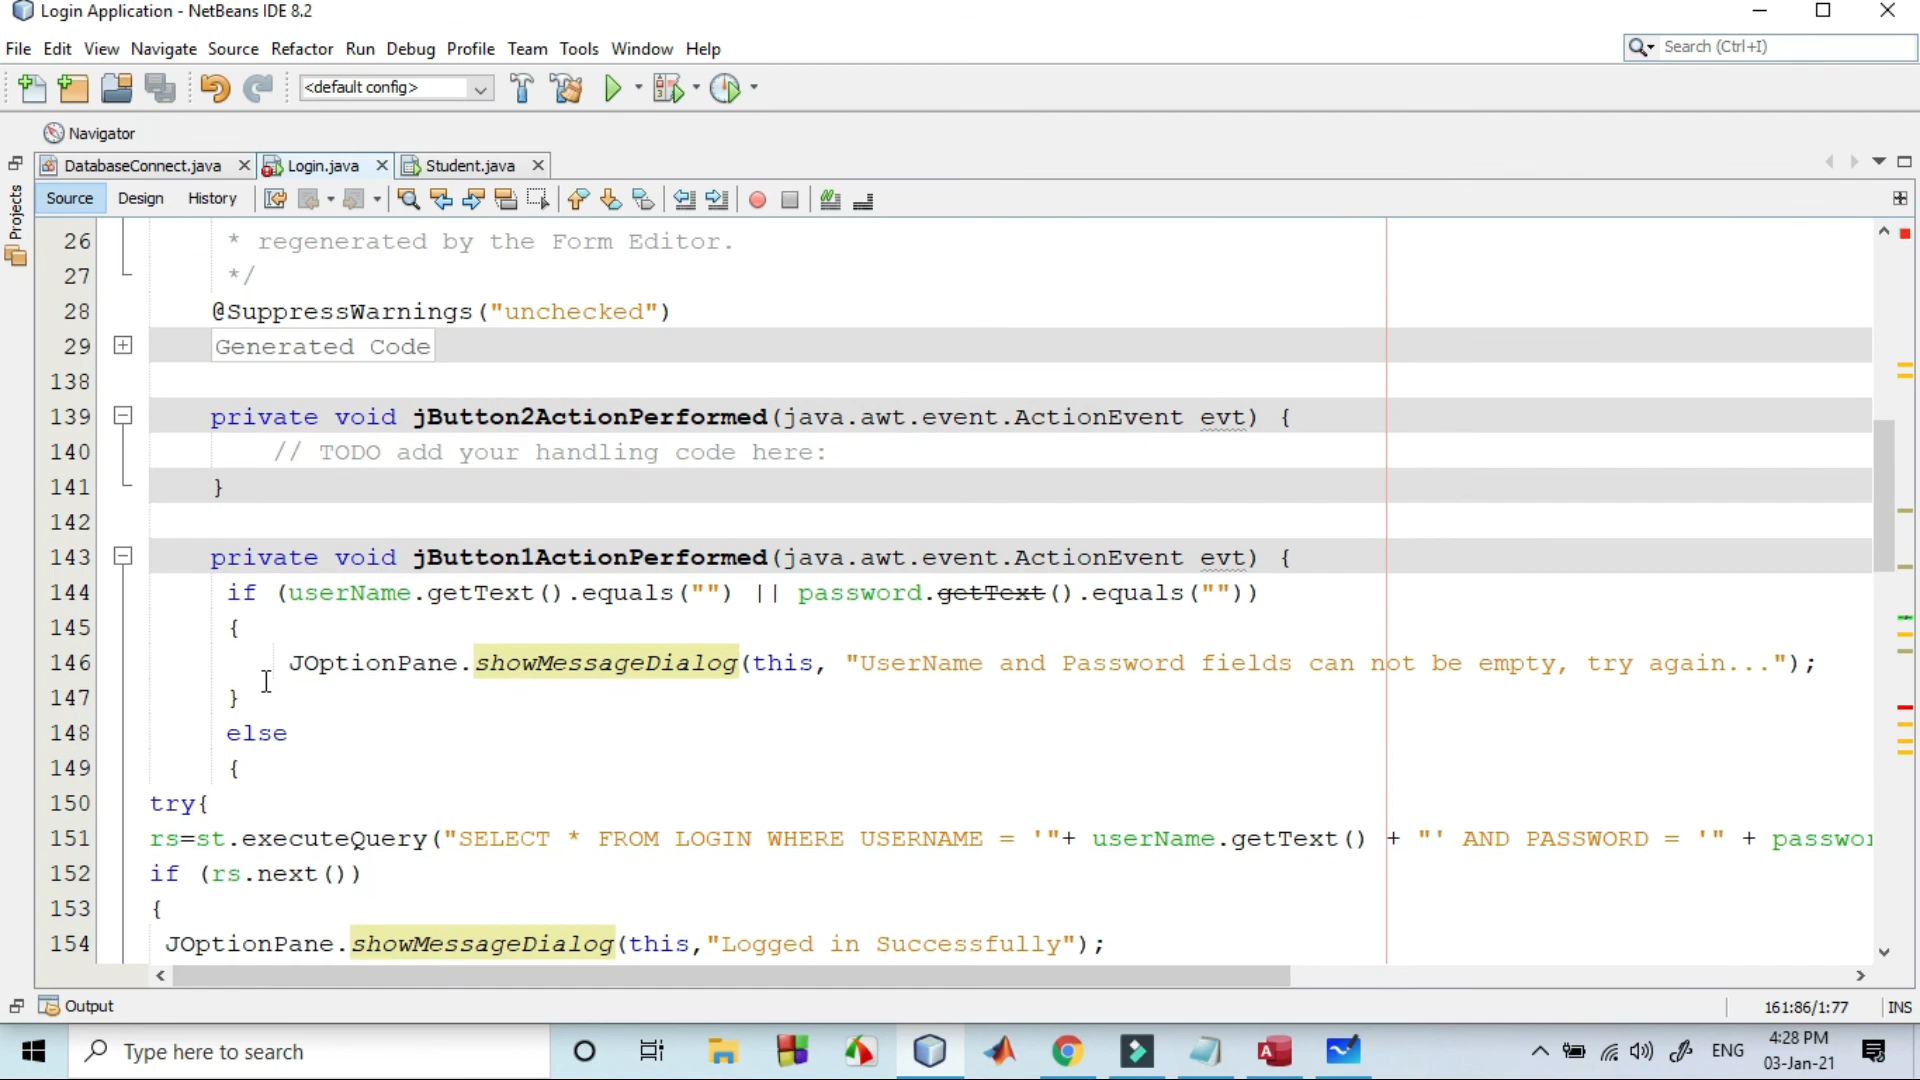 Login Application - NetBeans IDE 8.2
File Edit View Navigate Source Refactor Run Debug Profile Team Tools Window Help
Search (Ctrl+I)
<default config>
Navigator
Projects
DatabaseConnect.java
Login.java
Student.java
Source Design History
26 * regenerated by the Form Editor.
27 */
28 @SuppressWarnings("unchecked")
29 Generated Code
138
139 private void jButton2ActionPerformed(java.awt.event.ActionEvent evt) {
140 // TODO add your handling code here:
141 }
142
143 private void jButton1ActionPerformed(java.awt.event.ActionEvent evt) {
144 if (userName.getText().equals("") || password.getText().equals(""))
145 {
146 JOptionPane.showMessageDialog(this, "UserName and Password fields can not be empty, try again...");
147 }
148 else
149 {
150 try{
151 rs=st.executeQuery("SELECT * FROM LOGIN WHERE USERNAME = '"+ userName.getText() + "' AND PASSWORD = '" + passwor
152 if (rs.next())
153 {
154 JOptionPane.showMessageDialog(this,"Logged in Successfully");
Output
161:86/1:77 INS
Type here to search
ENG
4:28 PM
03-Jan-21